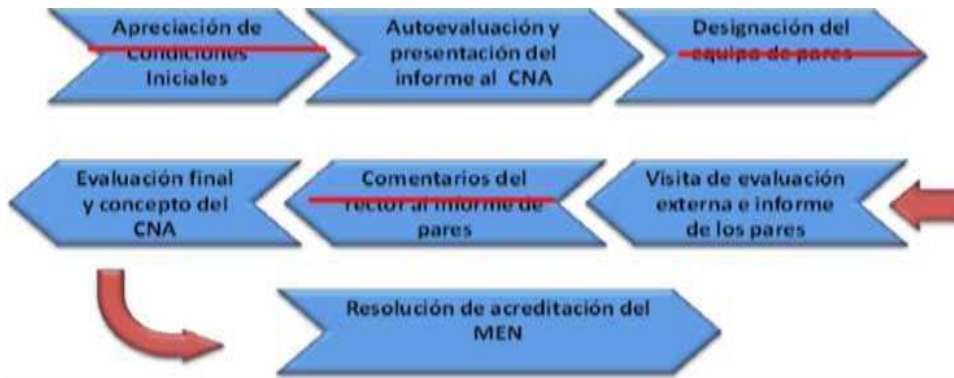 Apreciación de
Condiciones
Iniciales
Autoevaluación y
presentación del
informe al CNA
Designación del
equipo de pares
Evaluación final
y concepto del
CNA
Comentarios del
rector al informe de
pares
Visita de evaluación
externa e informe
de los pares
Resolución de acreditación del
MEN